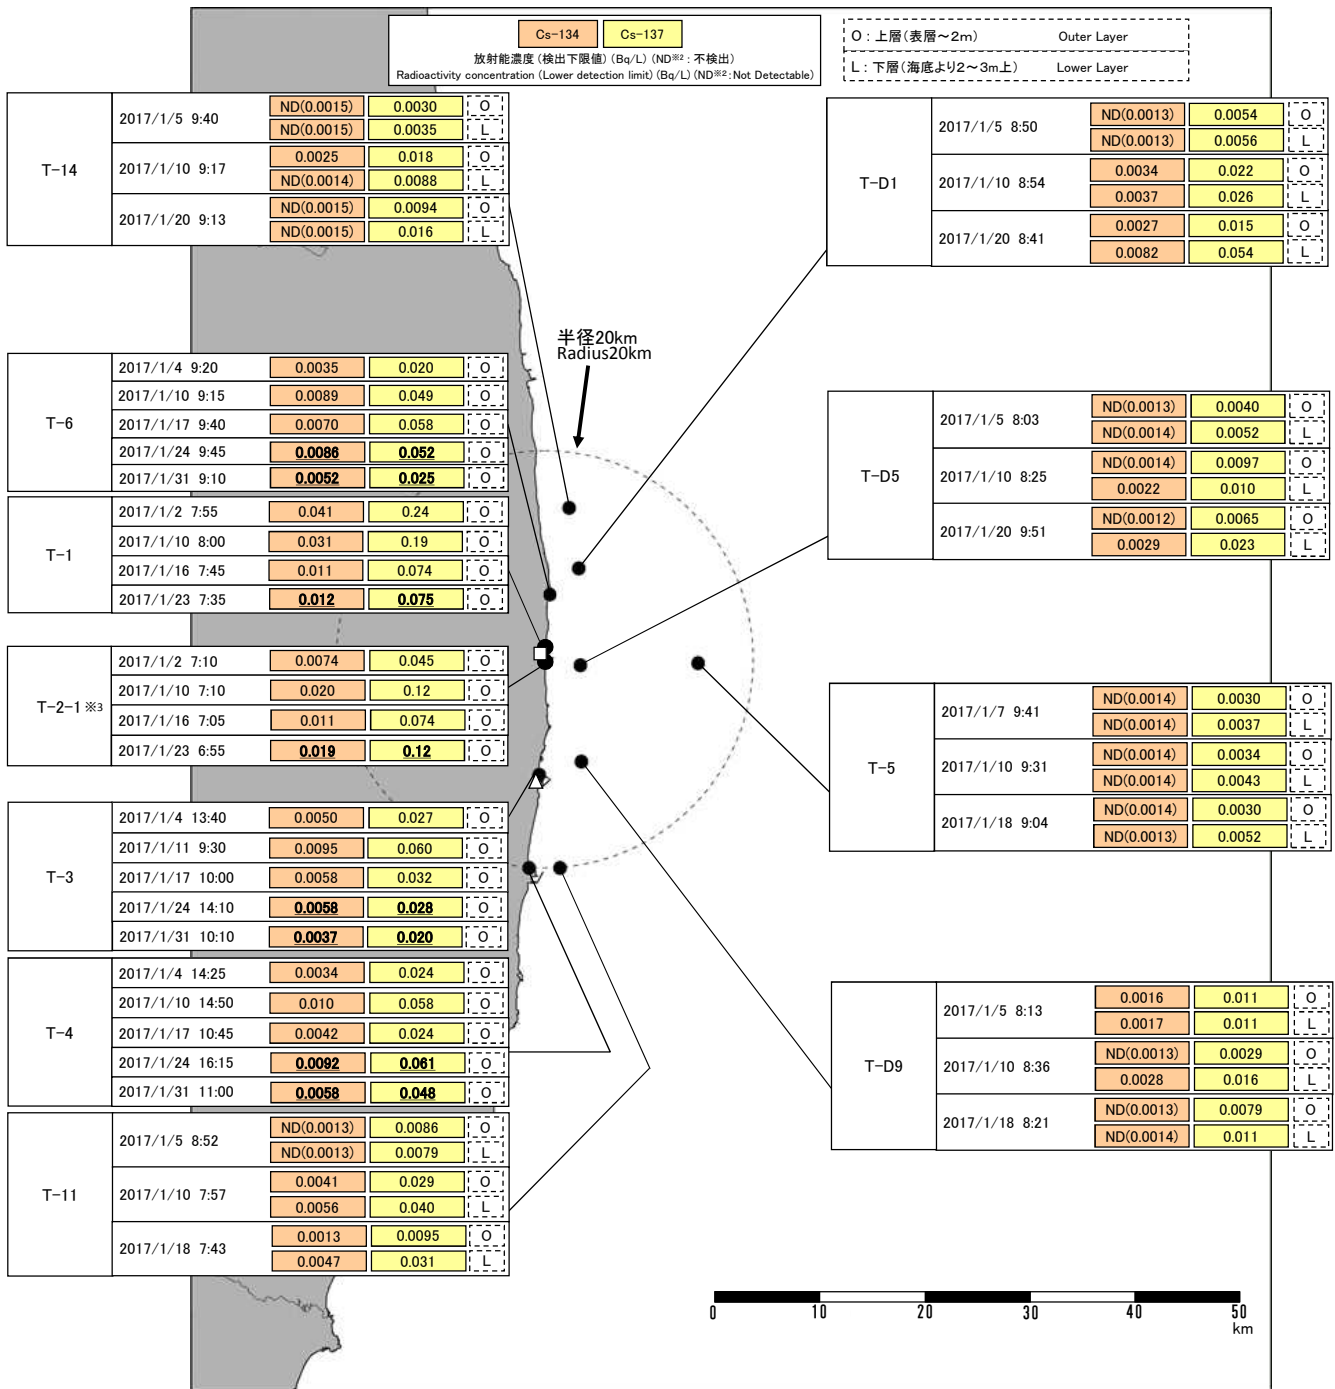 Cs-134 Cs-137
放射能濃度(検出下限値)(Bq/L)(ND※2:不検出)
Radioactivity concentration(Lower detection limit)(Bq/L)(ND※2:Not Detectable)
O:上層(表層～2m) Outer Layer
L:下層(海底より2～3m上) Lower Layer
T-14
2017/1/5 9:40
ND(0.0015) 0.0030 O
ND(0.0015) 0.0035 L
2017/1/10 9:17
0.0025 0.018 O
ND(0.0014) 0.0088 L
2017/1/20 9:13
ND(0.0015) 0.0094 O
ND(0.0015) 0.016 L
T-D1
2017/1/5 8:50
ND(0.0013) 0.0054 O
ND(0.0013) 0.0056 L
2017/1/10 8:54
0.0034 0.022 O
0.0037 0.026 L
2017/1/20 8:41
0.0027 0.015 O
0.0082 0.054 L
半径20km
Radius20km
T-6
2017/1/4 9:20 0.0035 0.020 O
2017/1/10 9:15 0.0089 0.049 O
2017/1/17 9:40 0.0070 0.058 O
2017/1/24 9:45 0.0086 0.052 O
2017/1/31 9:10 0.0052 0.025 O
T-D5
2017/1/5 8:03
ND(0.0013) 0.0040 O
ND(0.0014) 0.0052 L
2017/1/10 8:25
ND(0.0014) 0.0097 O
0.0022 0.010 L
2017/1/20 9:51
ND(0.0012) 0.0065 O
0.0029 0.023 L
T-1
2017/1/2 7:55 0.041 0.24 O
2017/1/10 8:00 0.031 0.19 O
2017/1/16 7:45 0.011 0.074 O
2017/1/23 7:35 0.012 0.075 O
T-2-1※3
2017/1/2 7:10 0.0074 0.045 O
2017/1/10 7:10 0.020 0.12 O
2017/1/16 7:05 0.011 0.074 O
2017/1/23 6:55 0.019 0.12 O
T-5
2017/1/7 9:41
ND(0.0014) 0.0030 O
ND(0.0014) 0.0037 L
2017/1/10 9:31
ND(0.0014) 0.0034 O
ND(0.0014) 0.0043 L
2017/1/18 9:04
ND(0.0014) 0.0030 O
ND(0.0013) 0.0052 L
T-3
2017/1/4 13:40 0.0050 0.027 O
2017/1/11 9:30 0.0095 0.060 O
2017/1/17 10:00 0.0058 0.032 O
2017/1/24 14:10 0.0058 0.028 O
2017/1/31 10:10 0.0037 0.020 O
T-4
2017/1/4 14:25 0.0034 0.024 O
2017/1/10 14:50 0.010 0.058 O
2017/1/17 10:45 0.0042 0.024 O
2017/1/24 16:15 0.0092 0.061 O
2017/1/31 11:00 0.0058 0.048 O
T-D9
2017/1/5 8:13
0.0016 0.011 O
0.0017 0.011 L
2017/1/10 8:36
ND(0.0013) 0.0029 O
0.0028 0.016 L
2017/1/18 8:21
ND(0.0013) 0.0079 O
ND(0.0014) 0.011 L
T-11
2017/1/5 8:52
ND(0.0013) 0.0086 O
ND(0.0013) 0.0079 L
2017/1/10 7:57
0.0041 0.029 O
0.0056 0.040 L
2017/1/18 7:43
0.0013 0.0095 O
0.0047 0.031 L
0 10 20 30 40 50
km